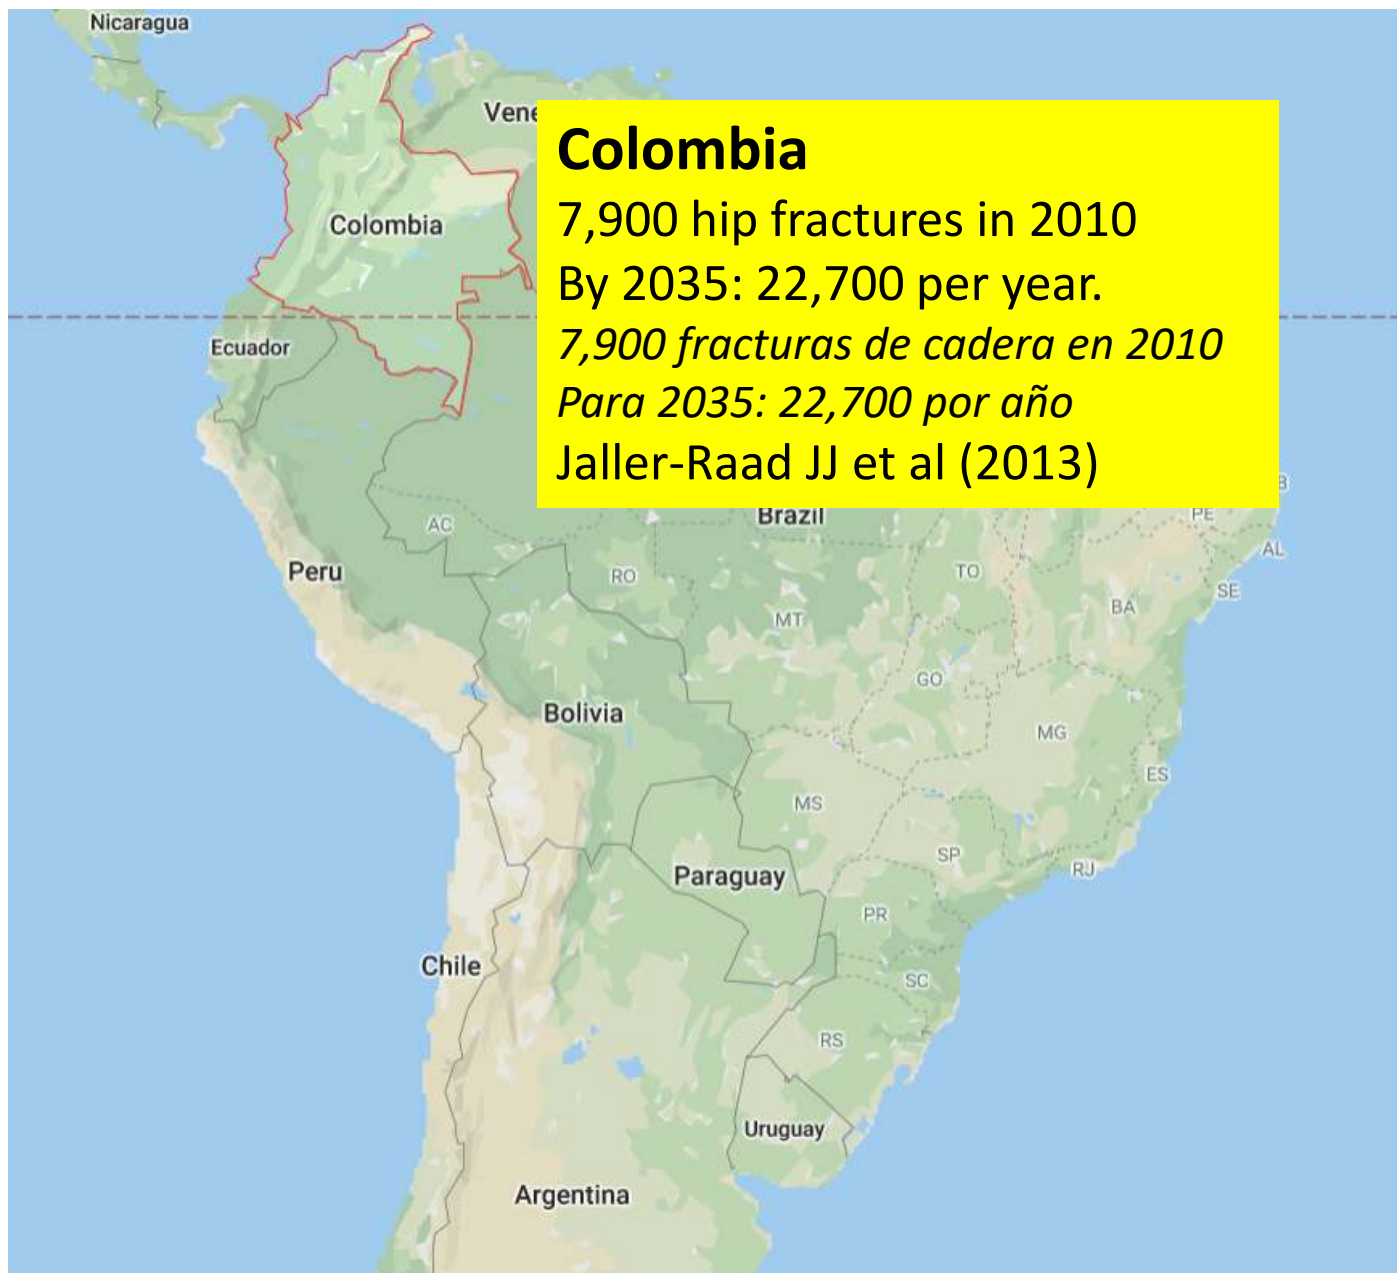 Nicaragua
Vene
Colombia
7,900 hip fractures in 2010
By 2035: 22,700 per year.
7,900 fracturas de cadera en 2010
Para 2035: 22,700 por año
Jaller-Raad JJ et al (2013)
Colombia
Ecuador
B
PE
Brazil
AC
AL
Peru
RO
TO
SE
BA
MT
GO
Bolivia
MG
ES
MS
SP
RJ
Paraguay
PR
Chile
SC
RS
Uruguay
Argentina